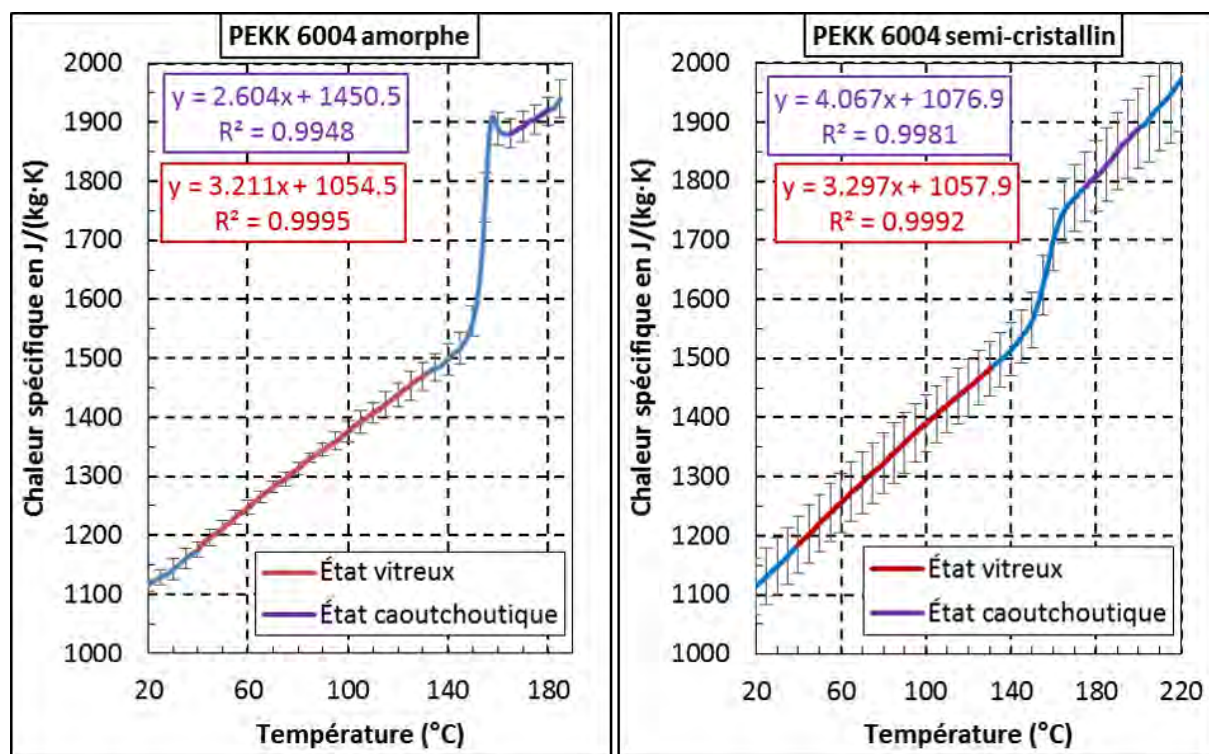 PEKK 6004 amorphe
y = 2.604x + 1450.5
R² = 0.9948
y = 3.211x + 1054.5
R² = 0.9995
Chaleur spécifique en J/(kg·K)
2000
1900
1800
1700
1600
1500
1400
1300
1200
1100
1000
État vitreux
État caoutchoutique
20 60 100 140 180
Température (°C)
PEKK 6004 semi-cristallin
y = 4.067x + 1076.9
R² = 0.9981
y = 3.297x + 1057.9
R² = 0.9992
Chaleur spécifique en J/(kg·K)
2000
1900
1800
1700
1600
1500
1400
1300
1200
1100
1000
État vitreux
État caoutchoutique
20 60 100 140 180 220
Température (°C)